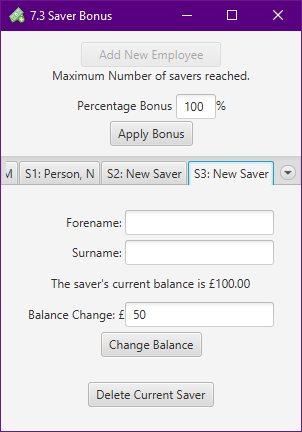 7.3 Saver Bonus
Add New Employee
Maximum Number of savers reached.
Percentage Bonus 100 %
Apply Bonus
M S1: Person, N S2: New Saver S3: New Saver
Forename:
Surname:
The saver's current balance is £100.00
Balance Change: £ 50
Change Balance
Delete Current Saver